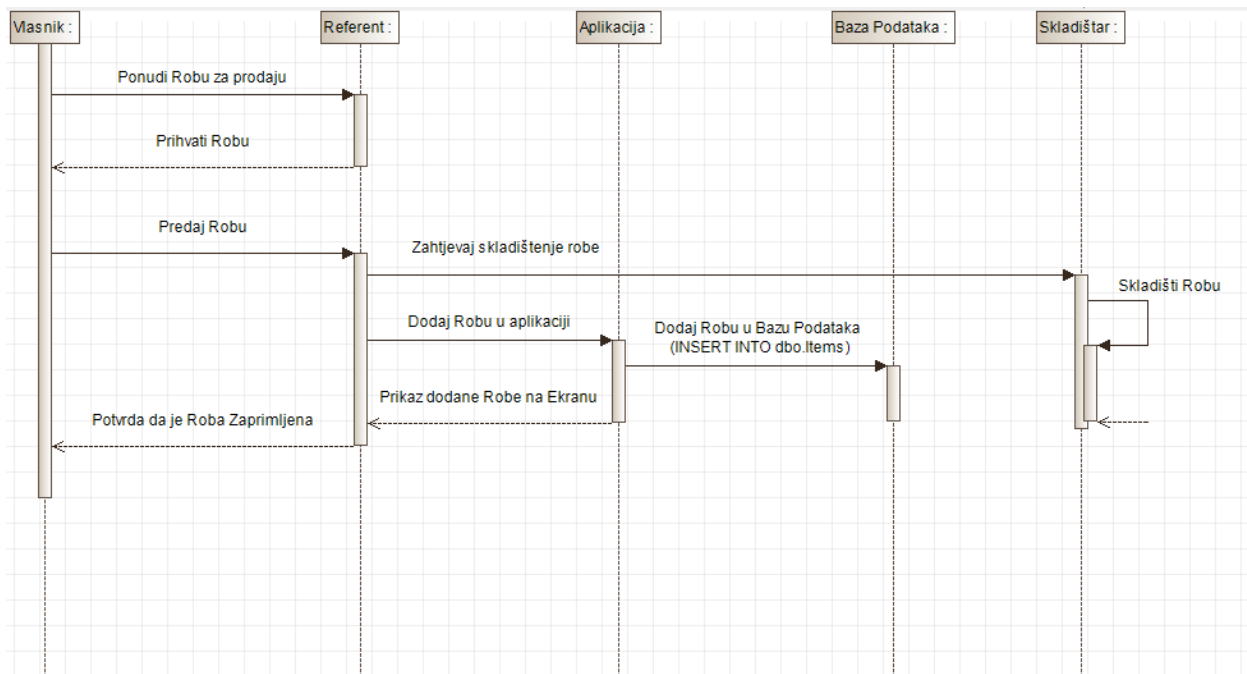 Vlasnik :
Referent :
Aplikacija :
Baza Podataka :
Skladištar :
Ponudi Robu za prodaju
Prihvati Robu
Predaj Robu
Zahtjevaj skladištenje robe
Skladišti Robu
Dodaj Robu u aplikaciji
Dodaj Robu u Bazu Podataka
(INSERT INTO dbo.Items)
Prikaz dodane Robe na Ekranu
Potvrda da je Roba Zaprimljena